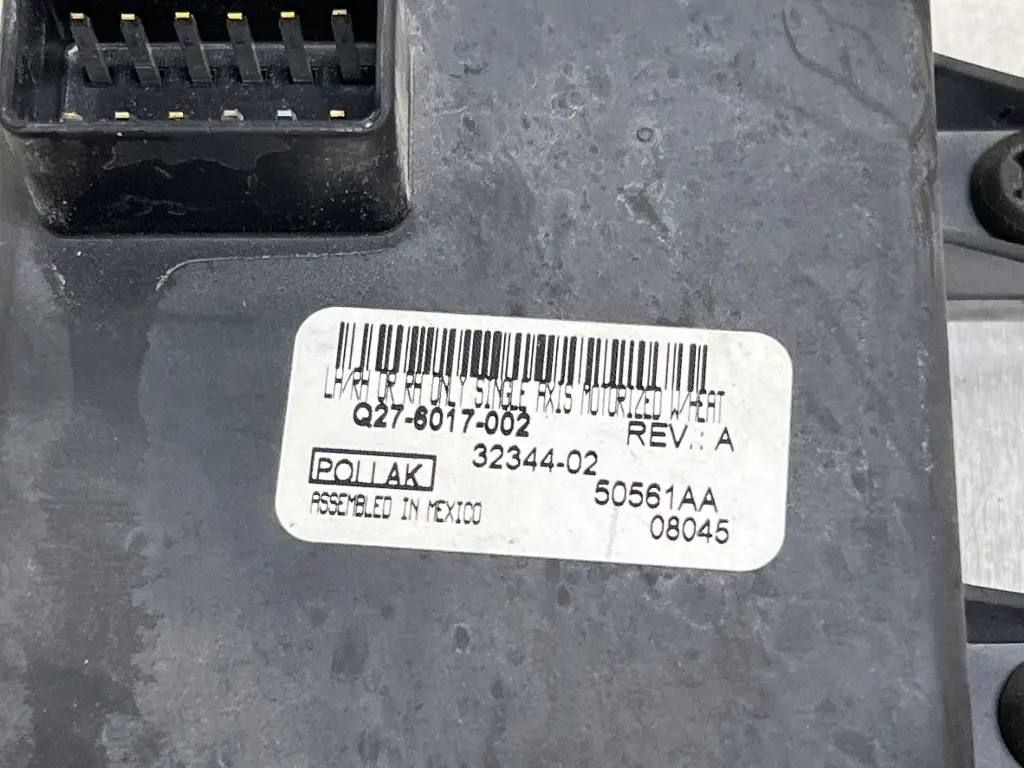 LH/RH OR RH ONLY SINGLE AXIS MOTORIZED W/HEAT
Q27-6017-002
REV.: A
32344-02
POLLAK
50561AA
ASSEMBLED IN MEXICO
08045